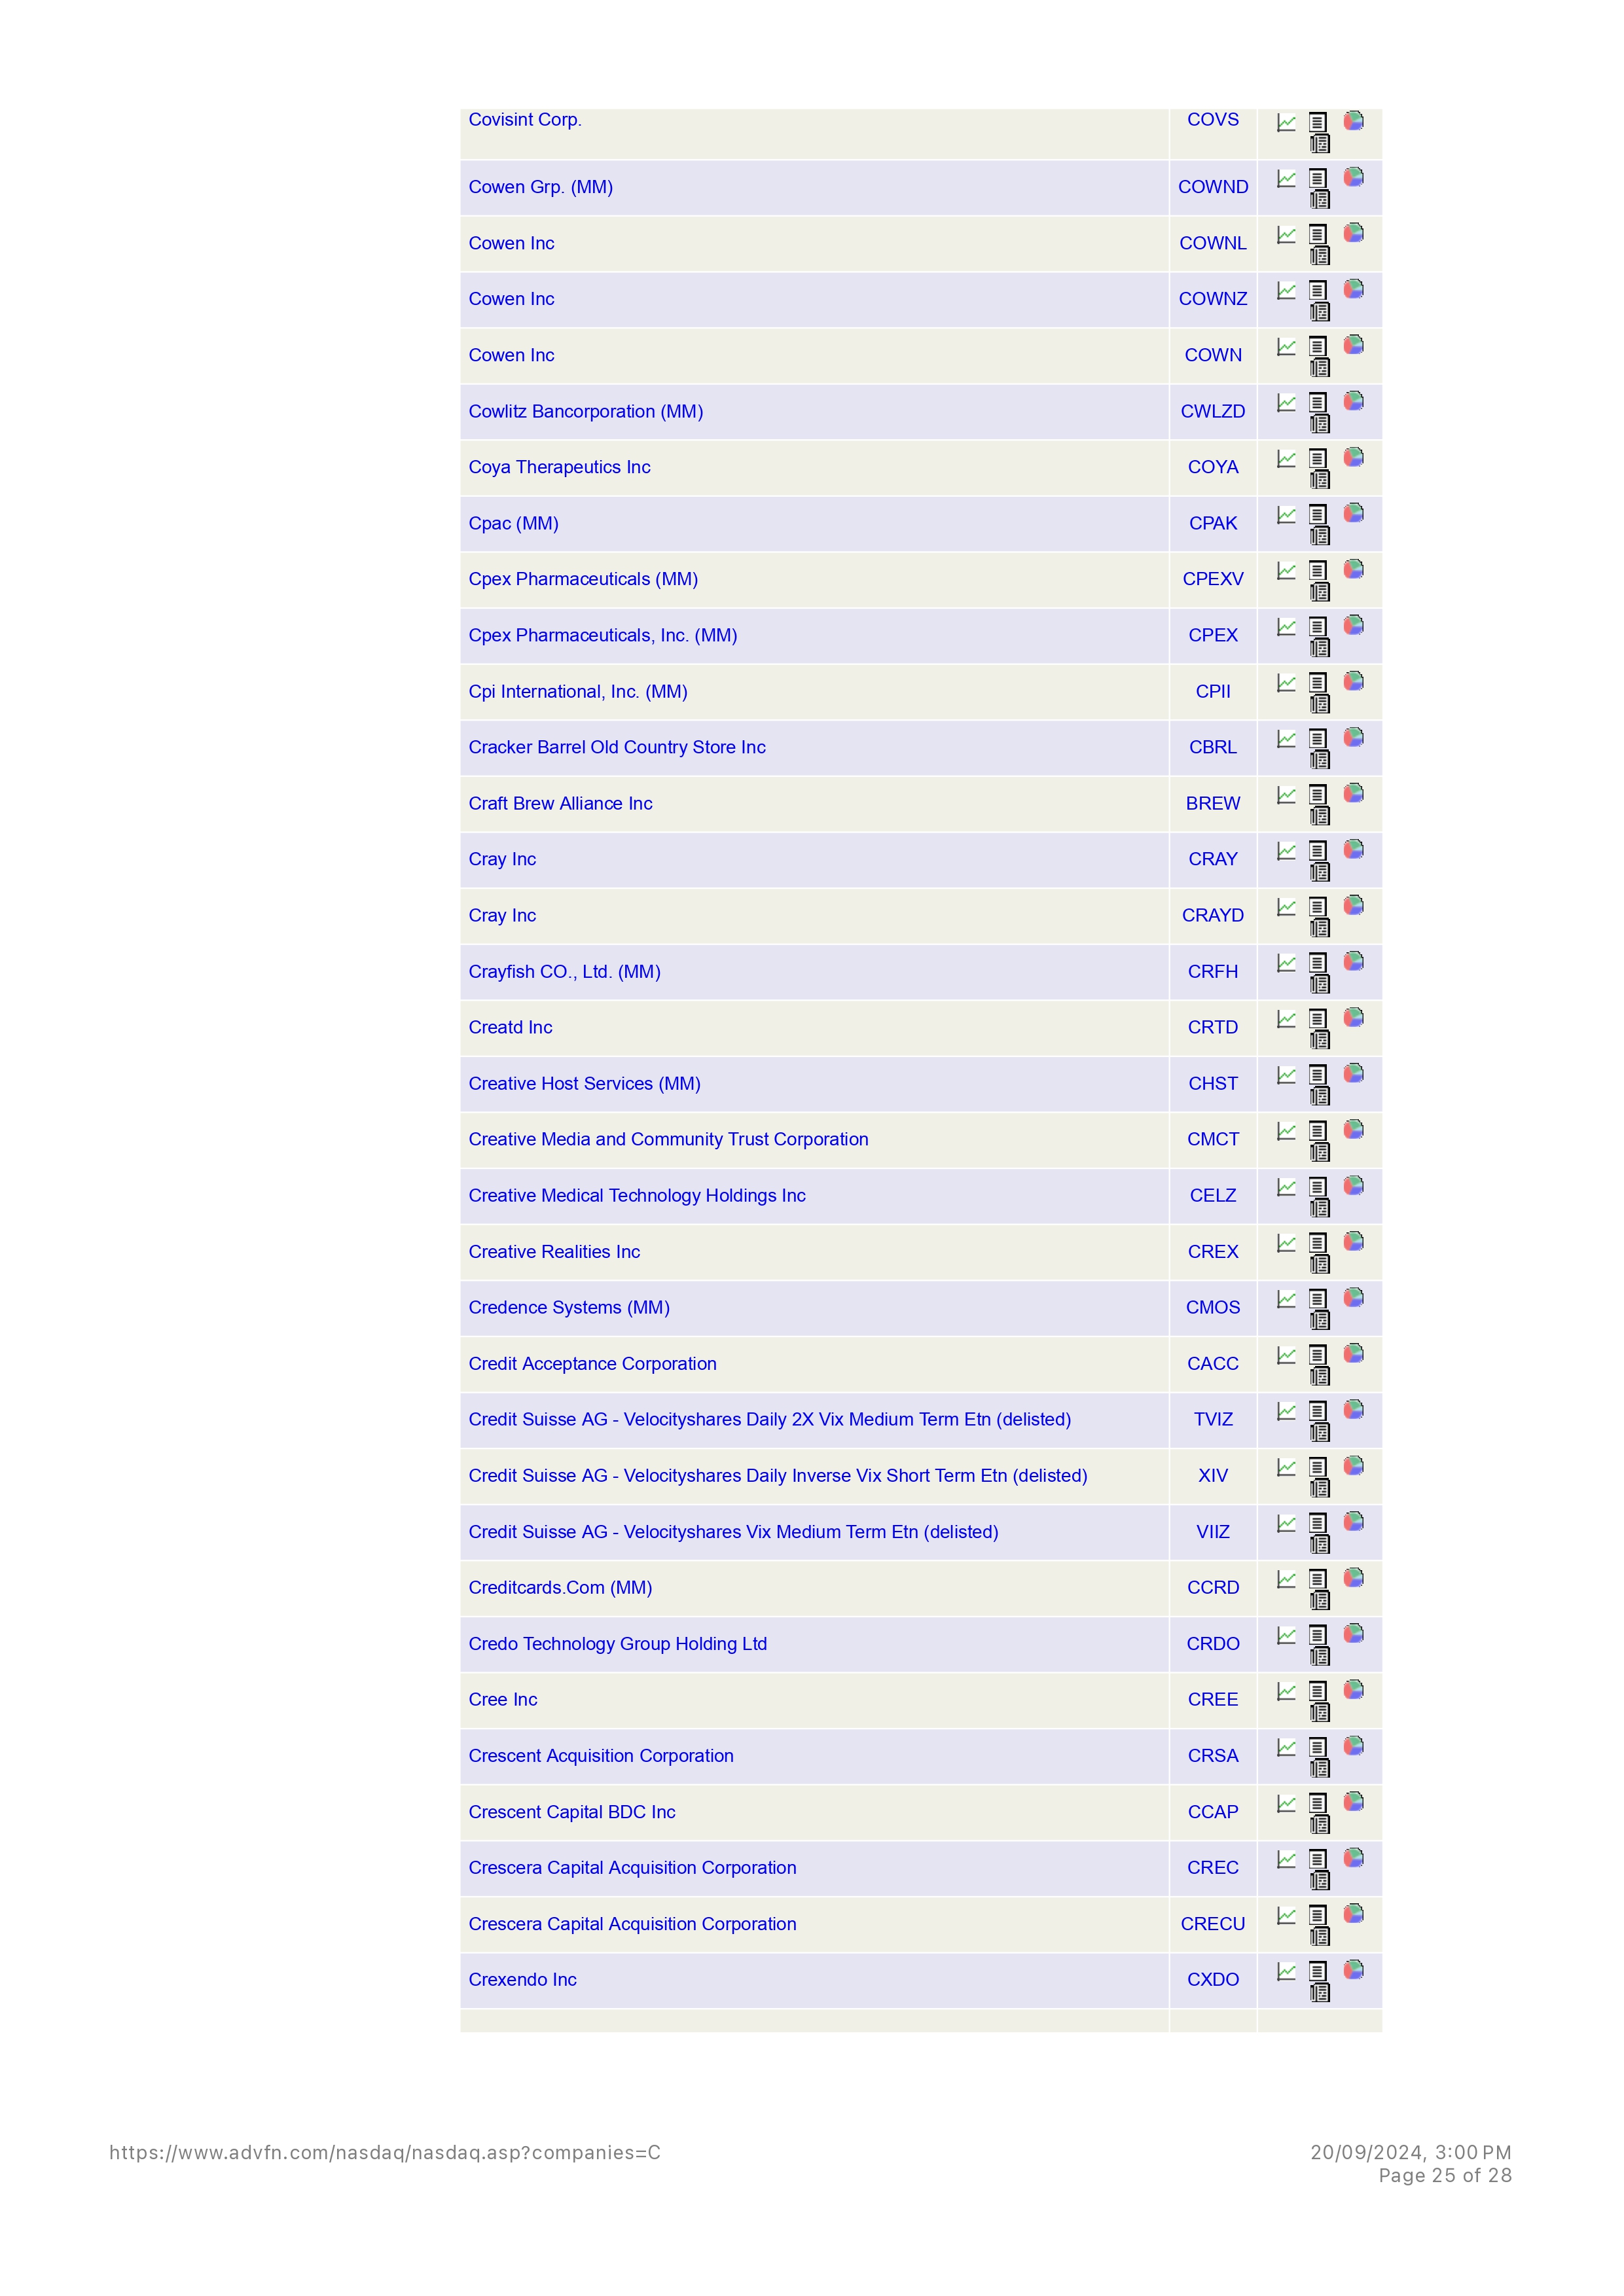 Covisint Corp. COVS
Cowen Grp. (MM) COWND
Cowen Inc COWNL
Cowen Inc COWNZ
Cowen Inc COWN
Cowlitz Bancorporation (MM) CWLZD
Coya Therapeutics Inc COYA
Cpac (MM) CPAK
Cpex Pharmaceuticals (MM) CPEXV
Cpex Pharmaceuticals, Inc. (MM) CPEX
Cpi International, Inc. (MM) CPII
Cracker Barrel Old Country Store Inc CBRL
Craft Brew Alliance Inc BREW
Cray Inc CRAY
Cray Inc CRAYD
Crayfish CO., Ltd. (MM) CRFH
Creatd Inc CRTD
Creative Host Services (MM) CHST
Creative Media and Community Trust Corporation CMCT
Creative Medical Technology Holdings Inc CELZ
Creative Realities Inc CREX
Credence Systems (MM) CMOS
Credit Acceptance Corporation CACC
Credit Suisse AG - Velocityshares Daily 2X Vix Medium Term Etn (delisted) TVIZ
Credit Suisse AG - Velocityshares Daily Inverse Vix Short Term Etn (delisted) XIV
Credit Suisse AG - Velocityshares Vix Medium Term Etn (delisted) VIIZ
Creditcards.Com (MM) CCRD
Credo Technology Group Holding Ltd CRDO
Cree Inc CREE
Crescent Acquisition Corporation CRSA
Crescent Capital BDC Inc CCAP
Crescera Capital Acquisition Corporation CREC
Crescera Capital Acquisition Corporation CRECU
Crexendo Inc CXDO
https://www.advfn.com/nasdaq/nasdaq.asp?companies=C 20/09/2024, 3:00 PM
Page 25 of 28